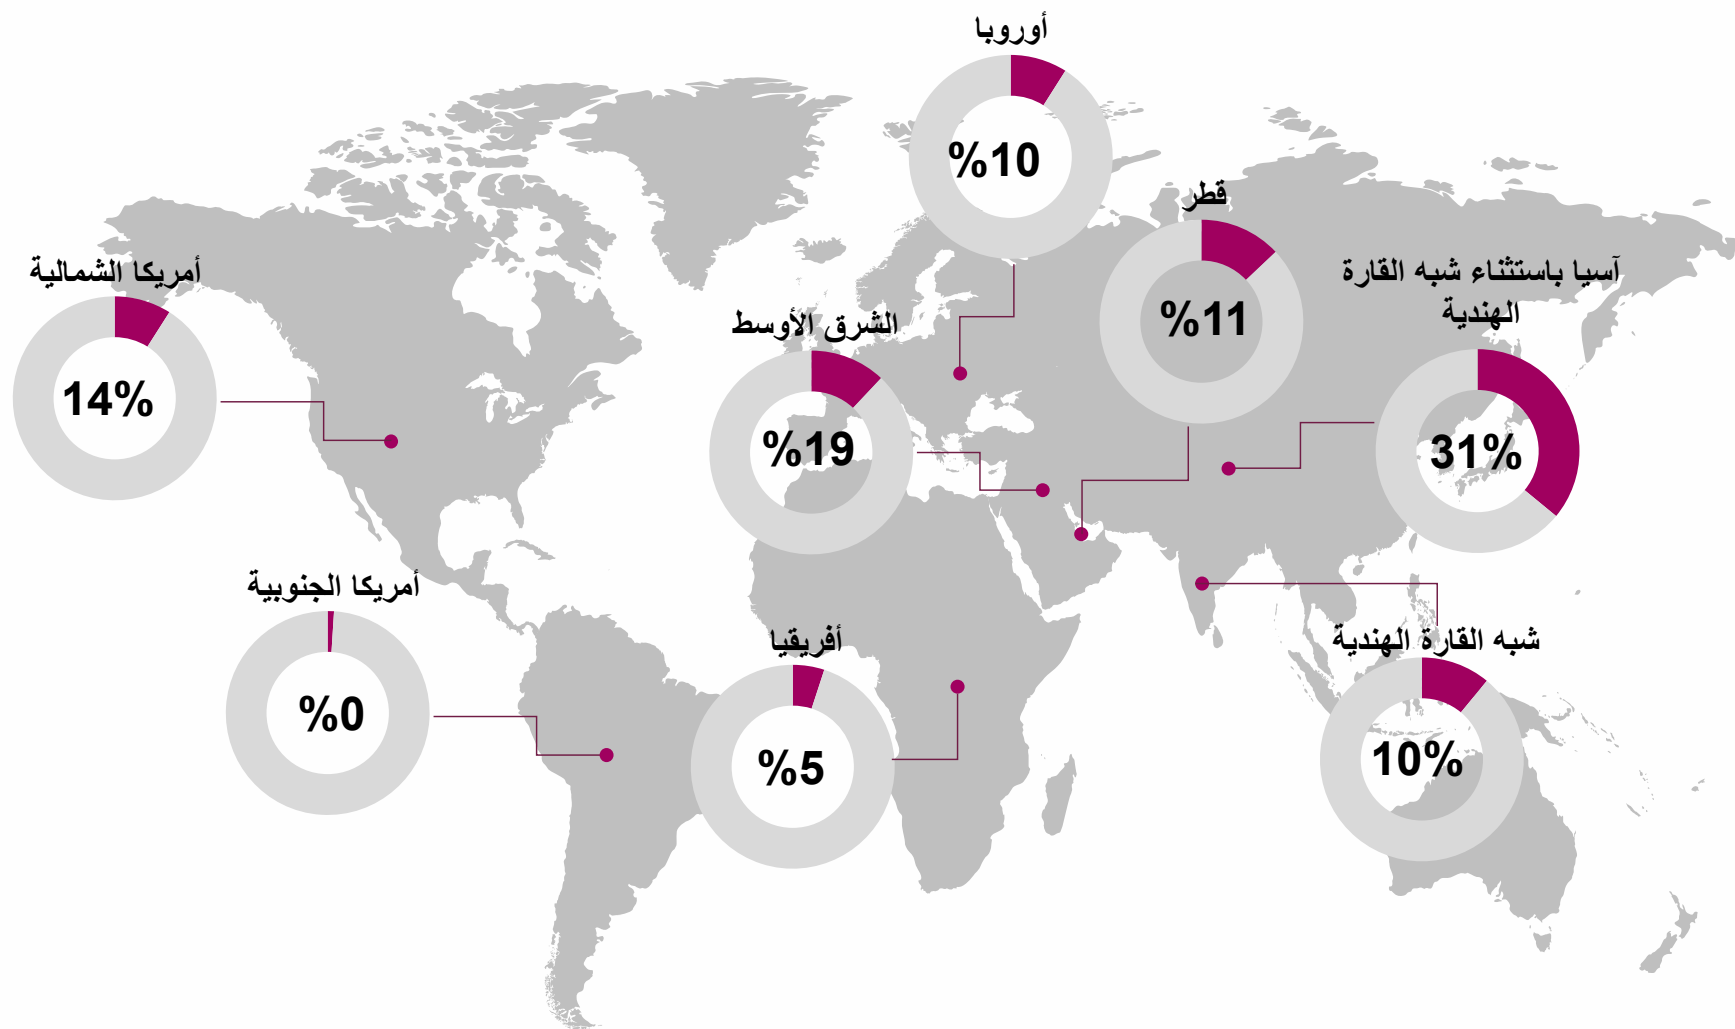 أوروبا
%10
قطر
%11
آسيا باستثناء شبه القارة
الهندية
31%
الشرق الأوسط
%19
أمريكا الشمالية
14%
أمريكا الجنوبية
%0
أفريقيا
%5
شبه القارة الهندية
10%